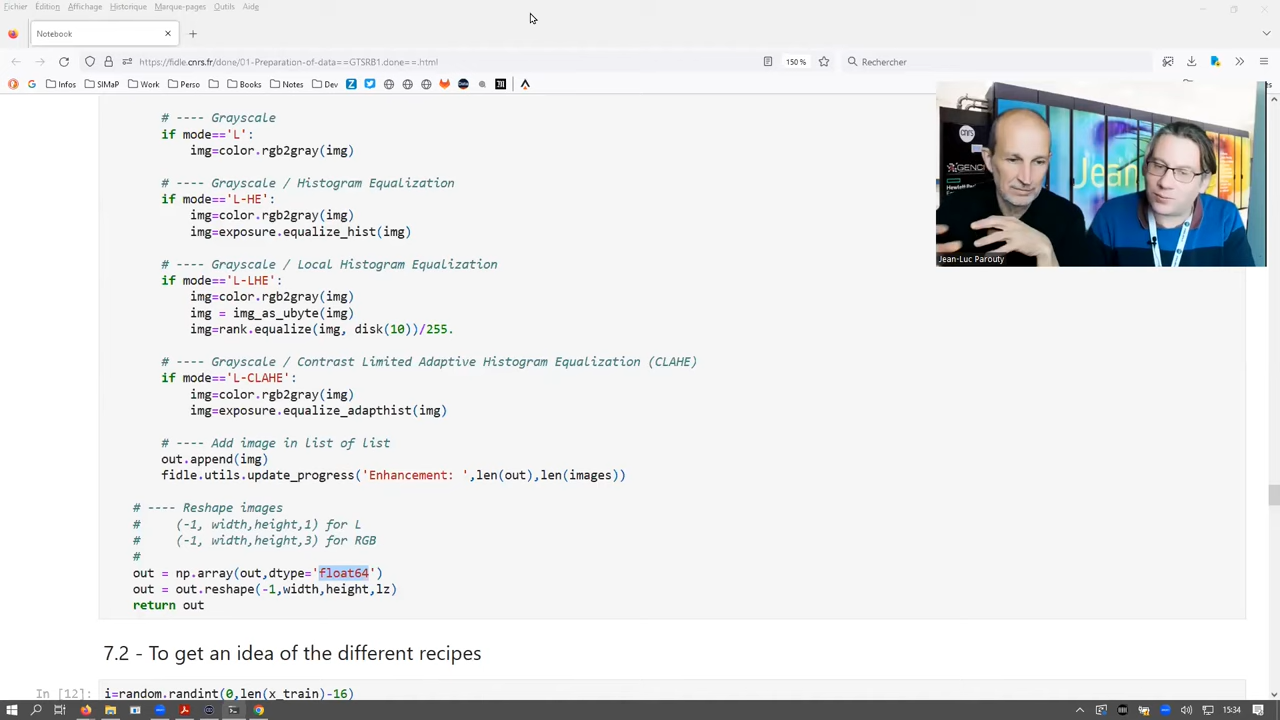 Fichier Édition Affichage Historique Marque-pages Outils Aide
Notebook
https://fidle.cnrs.fr/done/01-Preparation-of-data==GTSRB1.done==.html
150 %
Rechercher
Infos SIMaP Work Perso Books Notes Dev
# ---- Grayscale
if mode=='L':
img=color.rgb2gray(img)
# ---- Grayscale / Histogram Equalization
if mode=='L-HE':
img=color.rgb2gray(img)
img=exposure.equalize_hist(img)
# ---- Grayscale / Local Histogram Equalization
if mode=='L-LHE':
img=color.rgb2gray(img)
img = img_as_ubyte(img)
img=rank.equalize(img, disk(10))/255.
# ---- Grayscale / Contrast Limited Adaptive Histogram Equalization (CLAHE)
if mode=='L-CLAHE':
img=color.rgb2gray(img)
img=exposure.equalize_adapthist(img)
# ---- Add image in list of list
out.append(img)
fidle.utils.update_progress('Enhancement: ',len(out),len(images))
# ---- Reshape images
# (-1, width,height,1) for L
# (-1, width,height,3) for RGB
#
out = np.array(out,dtype='float64')
out = out.reshape(-1,width,height,lz)
return out
7.2 - To get an idea of the different recipes
In [12]: i=random.randint(0,len(x_train)-16)
cnrs
GENCI
Jean
Jean-Luc Parouty
15:34